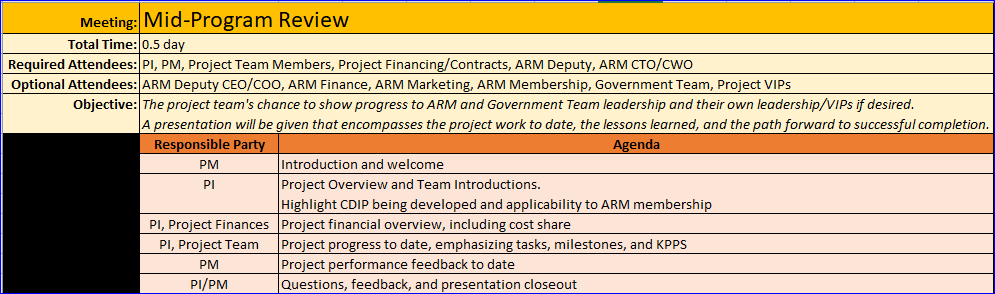 Meeting: Mid-Program Review
Total Time: 0.5 day
Required Attendees: PI, PM, Project Team Members, Project Financing/Contracts, ARM Deputy, ARM CTO/CWO
Optional Attendees: ARM Deputy CEO/COO, ARM Finance, ARM Marketing, ARM Membership, Government Team, Project VIPs
Objective: The project team's chance to show progress to ARM and Government Team leadership and their own leadership/VIPs if desired.
A presentation will be given that encompasses the project work to date, the lessons learned, and the path forward to successful completion.
Responsible Party Agenda
PM Introduction and welcome
PI Project Overview and Team Introductions.
Highlight CDIP being developed and applicability to ARM membership
PI, Project Finances Project financial overview, including cost share
PI, Project Team Project progress to date, emphasizing tasks, milestones, and KPPS
PM Project performance feedback to date
PI/PM Questions, feedback, and presentation closeout